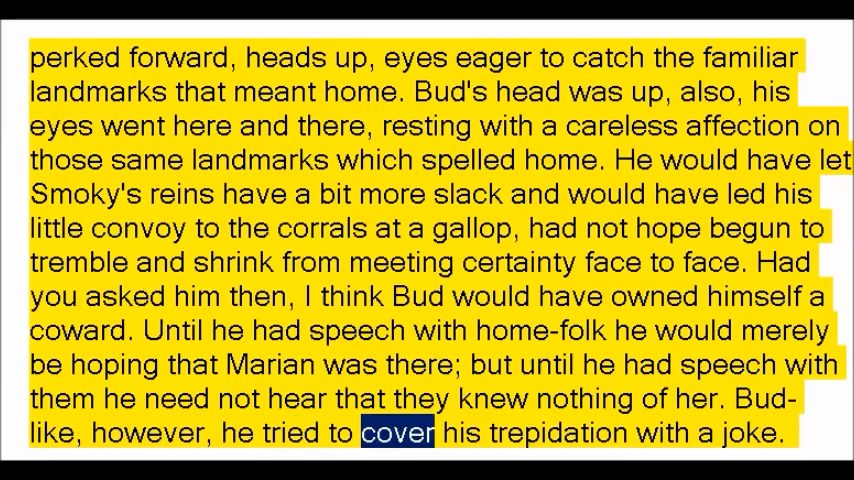 perked forward, heads up, eyes eager to catch the familiar
landmarks that meant home. Bud's head was up, also, his
eyes went here and there, resting with a careless affection on
those same landmarks which spelled home. He would have let
Smoky's reins have a bit more slack and would have led his
little convoy to the corrals at a gallop, had not hope begun to
tremble and shrink from meeting certainty face to face. Had
you asked him then, I think Bud would have owned himself a
coward. Until he had speech with home-folk he would merely
be hoping that Marian was there; but until he had speech with
them he need not hear that they knew nothing of her. Bud-
like, however, he tried to cover his trepidation with a joke.